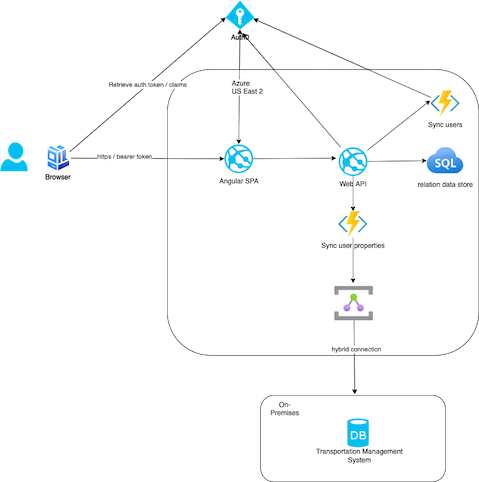 Auth0
Retrieve auth token / claims
Azure
US East 2
Sync users
https / bearer token
Browser
Angular SPA
Web API
SQL
relation data store
Sync user properties
hybrid connection
On-
Premises
DB
Transportation Management
System